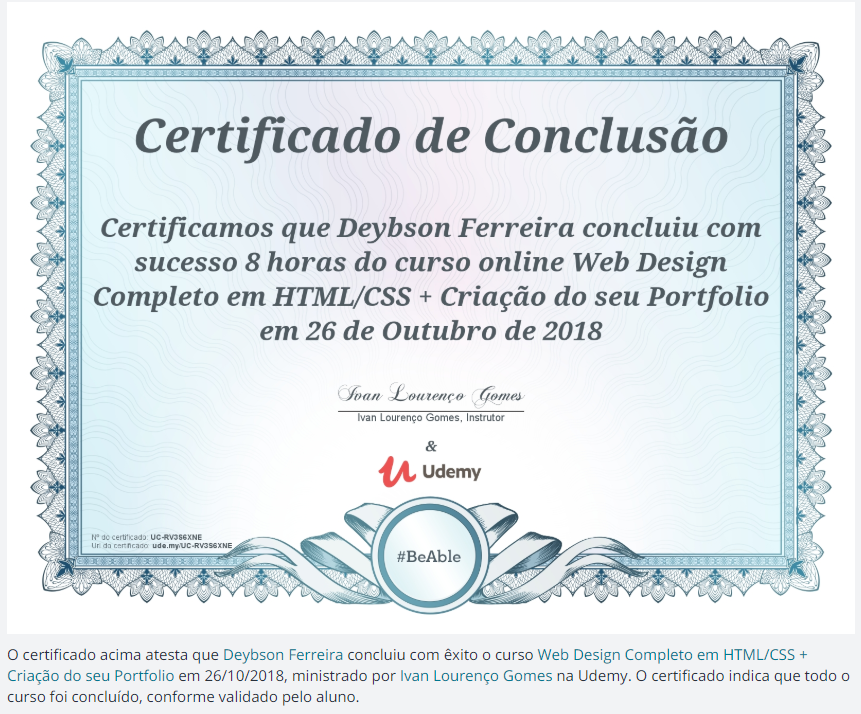 Certificado de Conclusão
Certificamos que Deybson Ferreira concluiu com
sucesso 8 horas do curso online Web Design
Completo em HTML/CSS + Criação do seu Portfolio
em 26 de Outubro de 2018
Ivan Lourenço Gomes
Ivan Lourenço Gomes, Instrutor
&
Udemy
Nº do certificado: UC-RV3S6XNE
Url do certificado: ude.my/UC-RV3S6XNE
#BeAble
O certificado acima atesta que Deybson Ferreira concluiu com êxito o curso Web Design Completo em HTML/CSS +
Criação do seu Portfolio em 26/10/2018, ministrado por Ivan Lourenço Gomes na Udemy. O certificado indica que todo o
curso foi concluído, conforme validado pelo aluno.